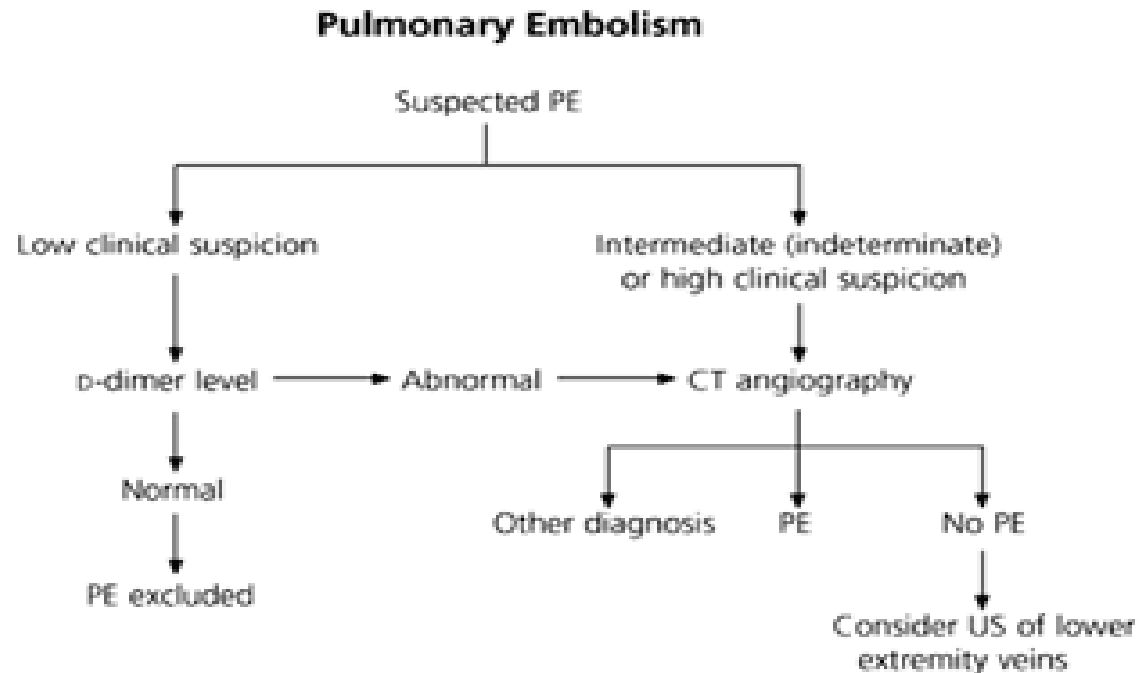 Pulmonary Embolism
Suspected PE
Low clinical suspicion
Intermediate (indeterminate)
or high clinical suspicion
D-dimer level
Abnormal
CT angiography
Normal
Other diagnosis
PE
No PE
PE excluded
Consider US of lower
extremity veins